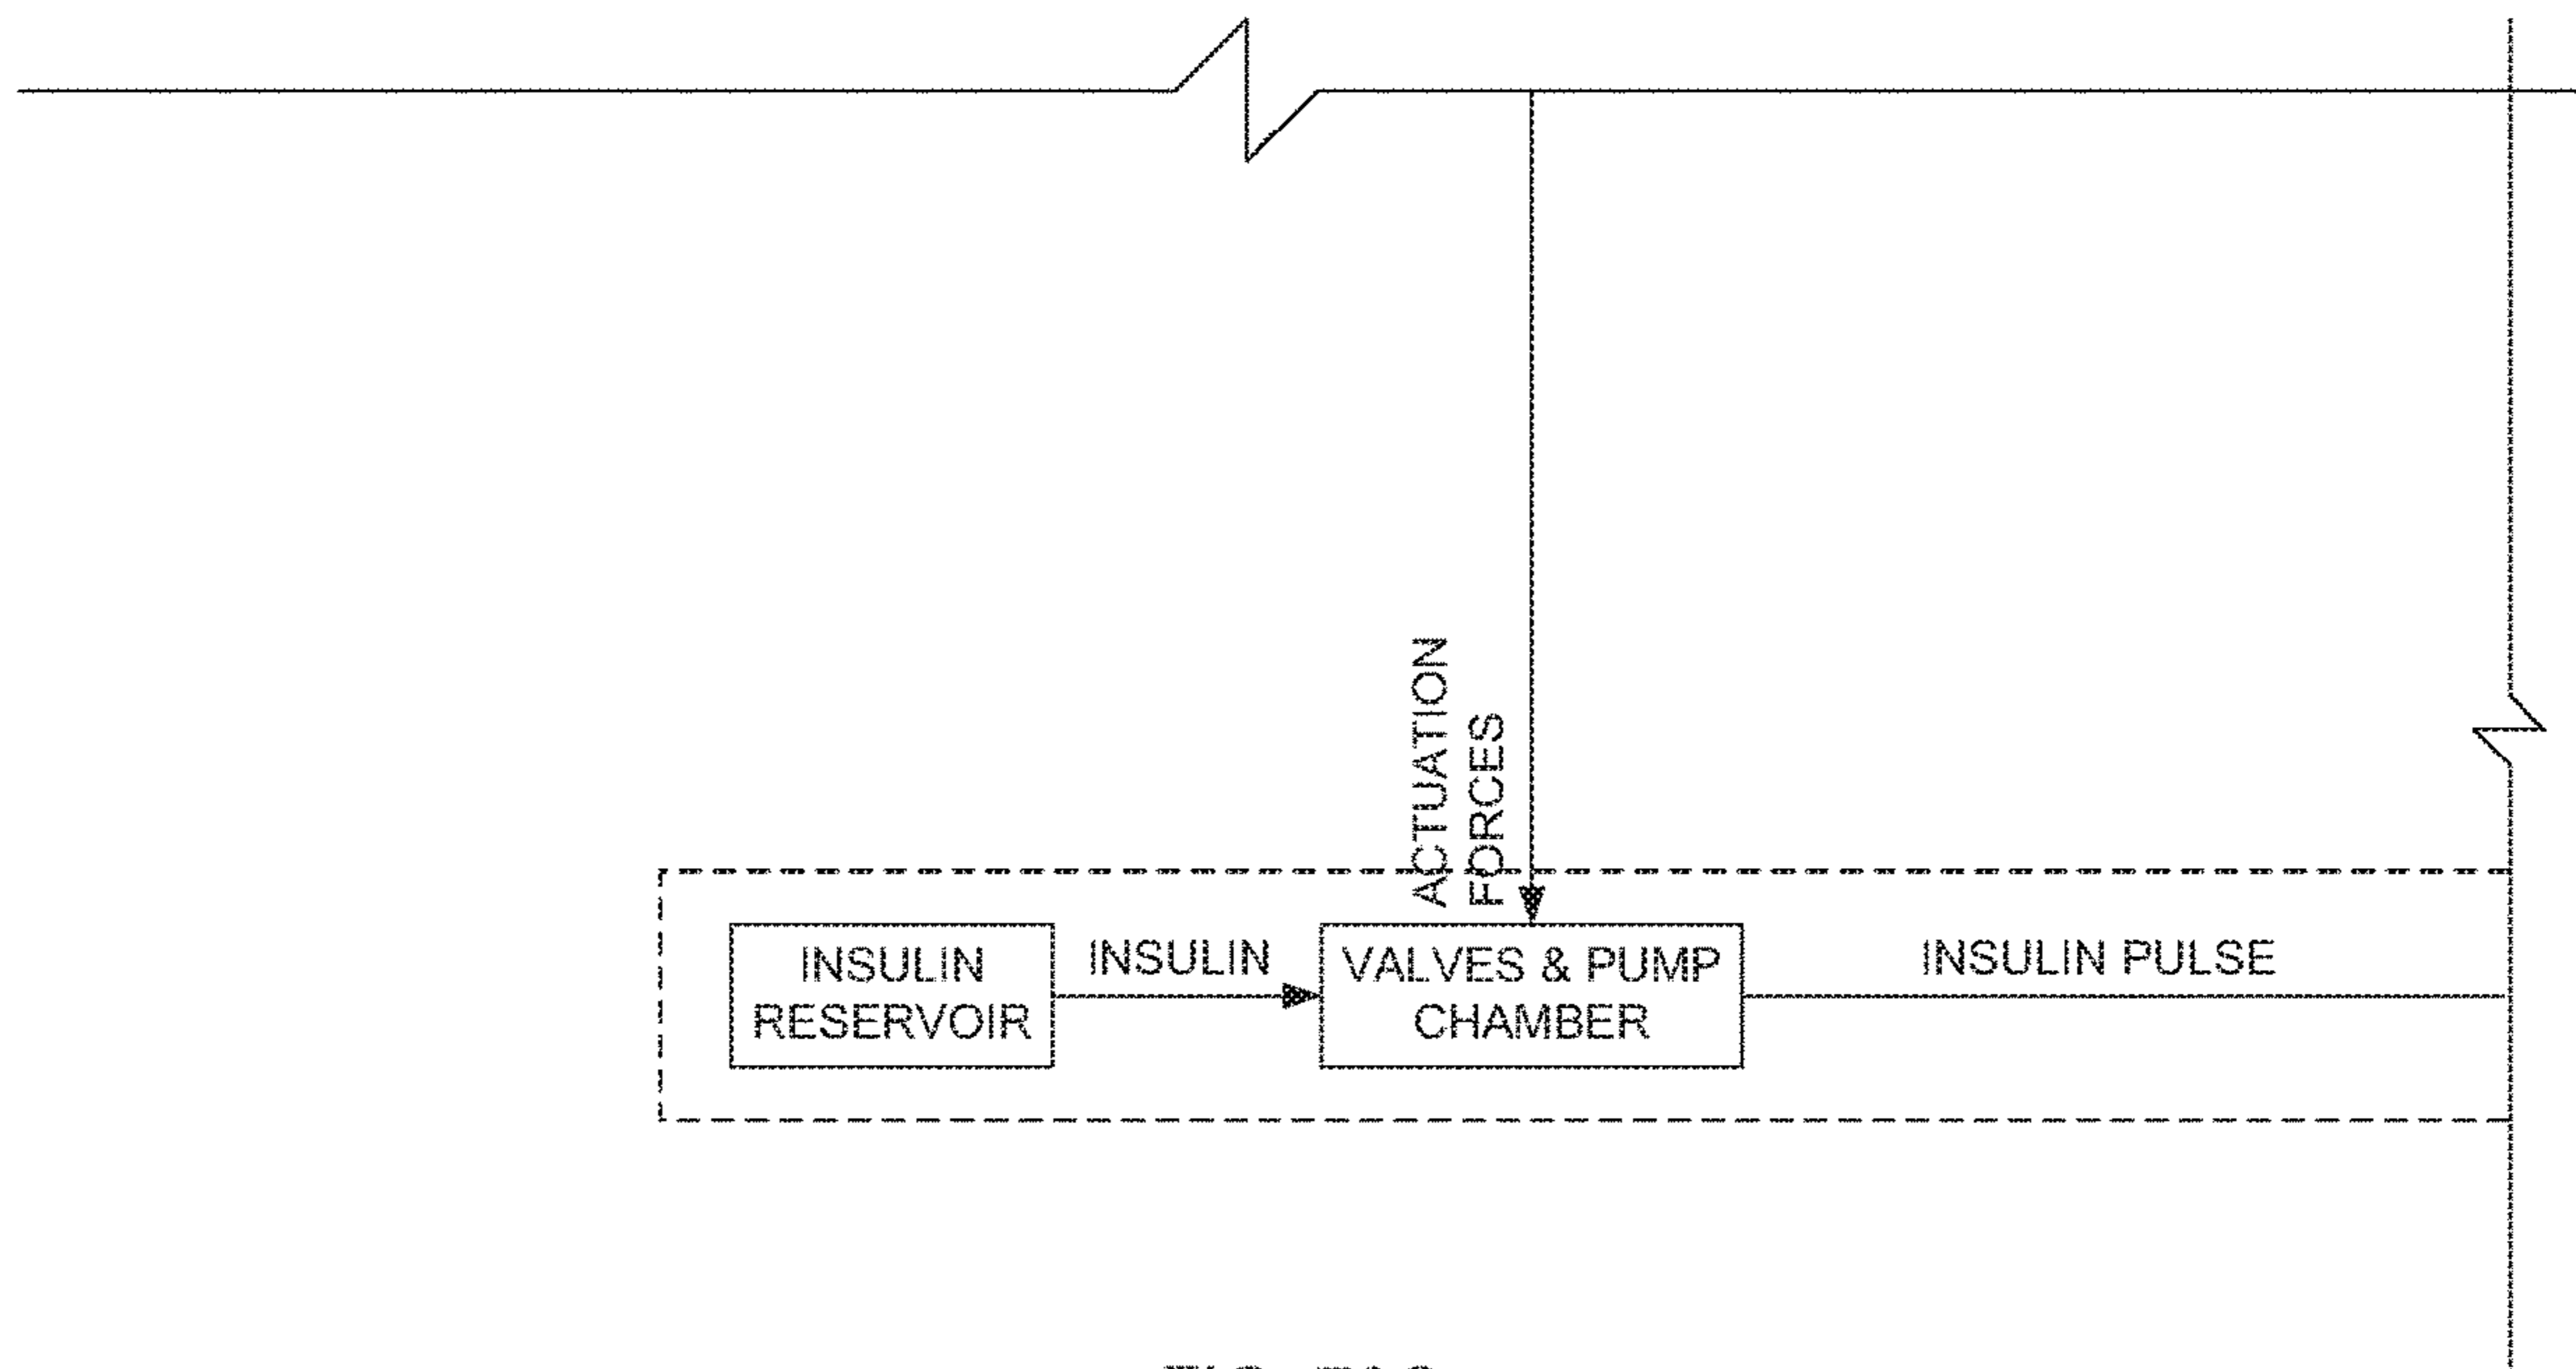 ACTUATION
FORCES
INSULIN
RESERVOIR
INSULIN
VALVES & PUMP
CHAMBER
INSULIN PULSE